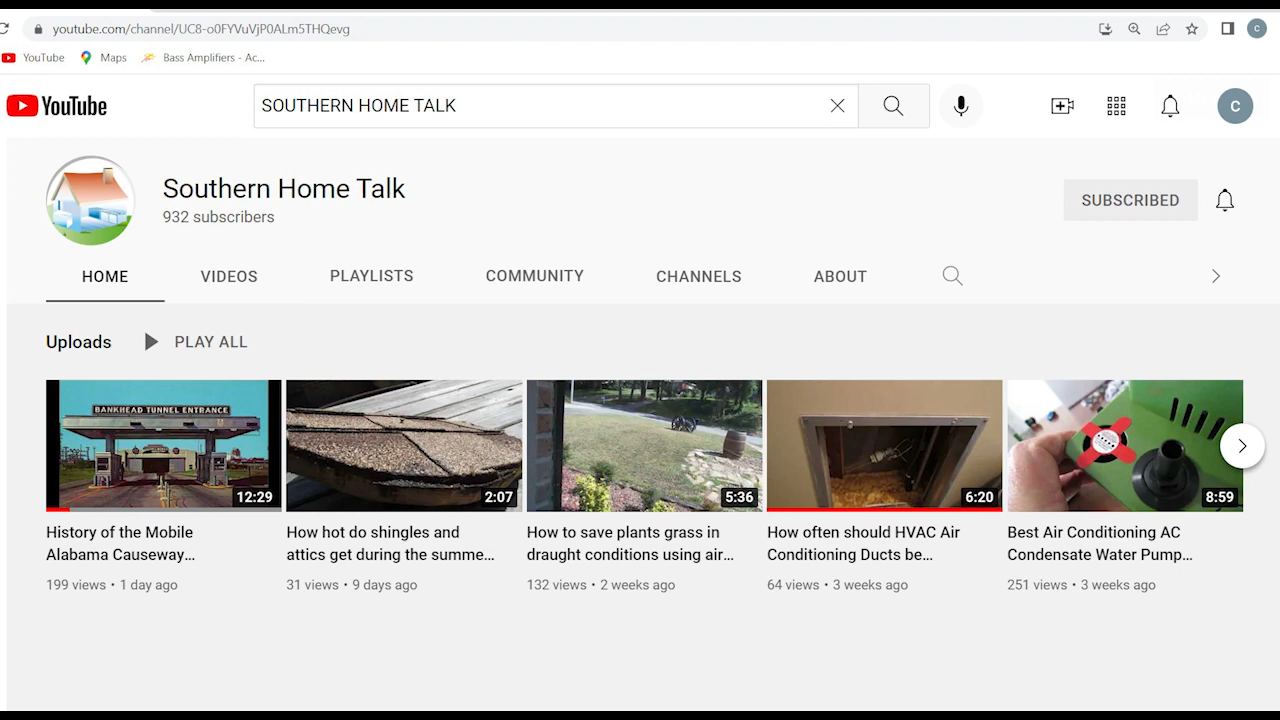 youtube.com/channel/UC8-o0FYVuVjP0ALm5THQevg
C
YouTube
Maps
Bass Amplifiers - Ac...
YouTube
SOUTHERN HOME TALK
C
Southern Home Talk
932 subscribers
SUBSCRIBED
HOME
VIDEOS
PLAYLISTS
COMMUNITY
CHANNELS
ABOUT
Uploads
PLAY ALL
BANKHEAD TUNNEL ENTRANCE
12:29
2:07
5:36
6:20
8:59
History of the Mobile
Alabama Causeway...
199 views • 1 day ago
How hot do shingles and
attics get during the summe...
31 views • 9 days ago
How to save plants grass in
draught conditions using air...
132 views • 2 weeks ago
How often should HVAC Air
Conditioning Ducts be...
64 views • 3 weeks ago
Best Air Conditioning AC
Condensate Water Pump...
251 views • 3 weeks ago